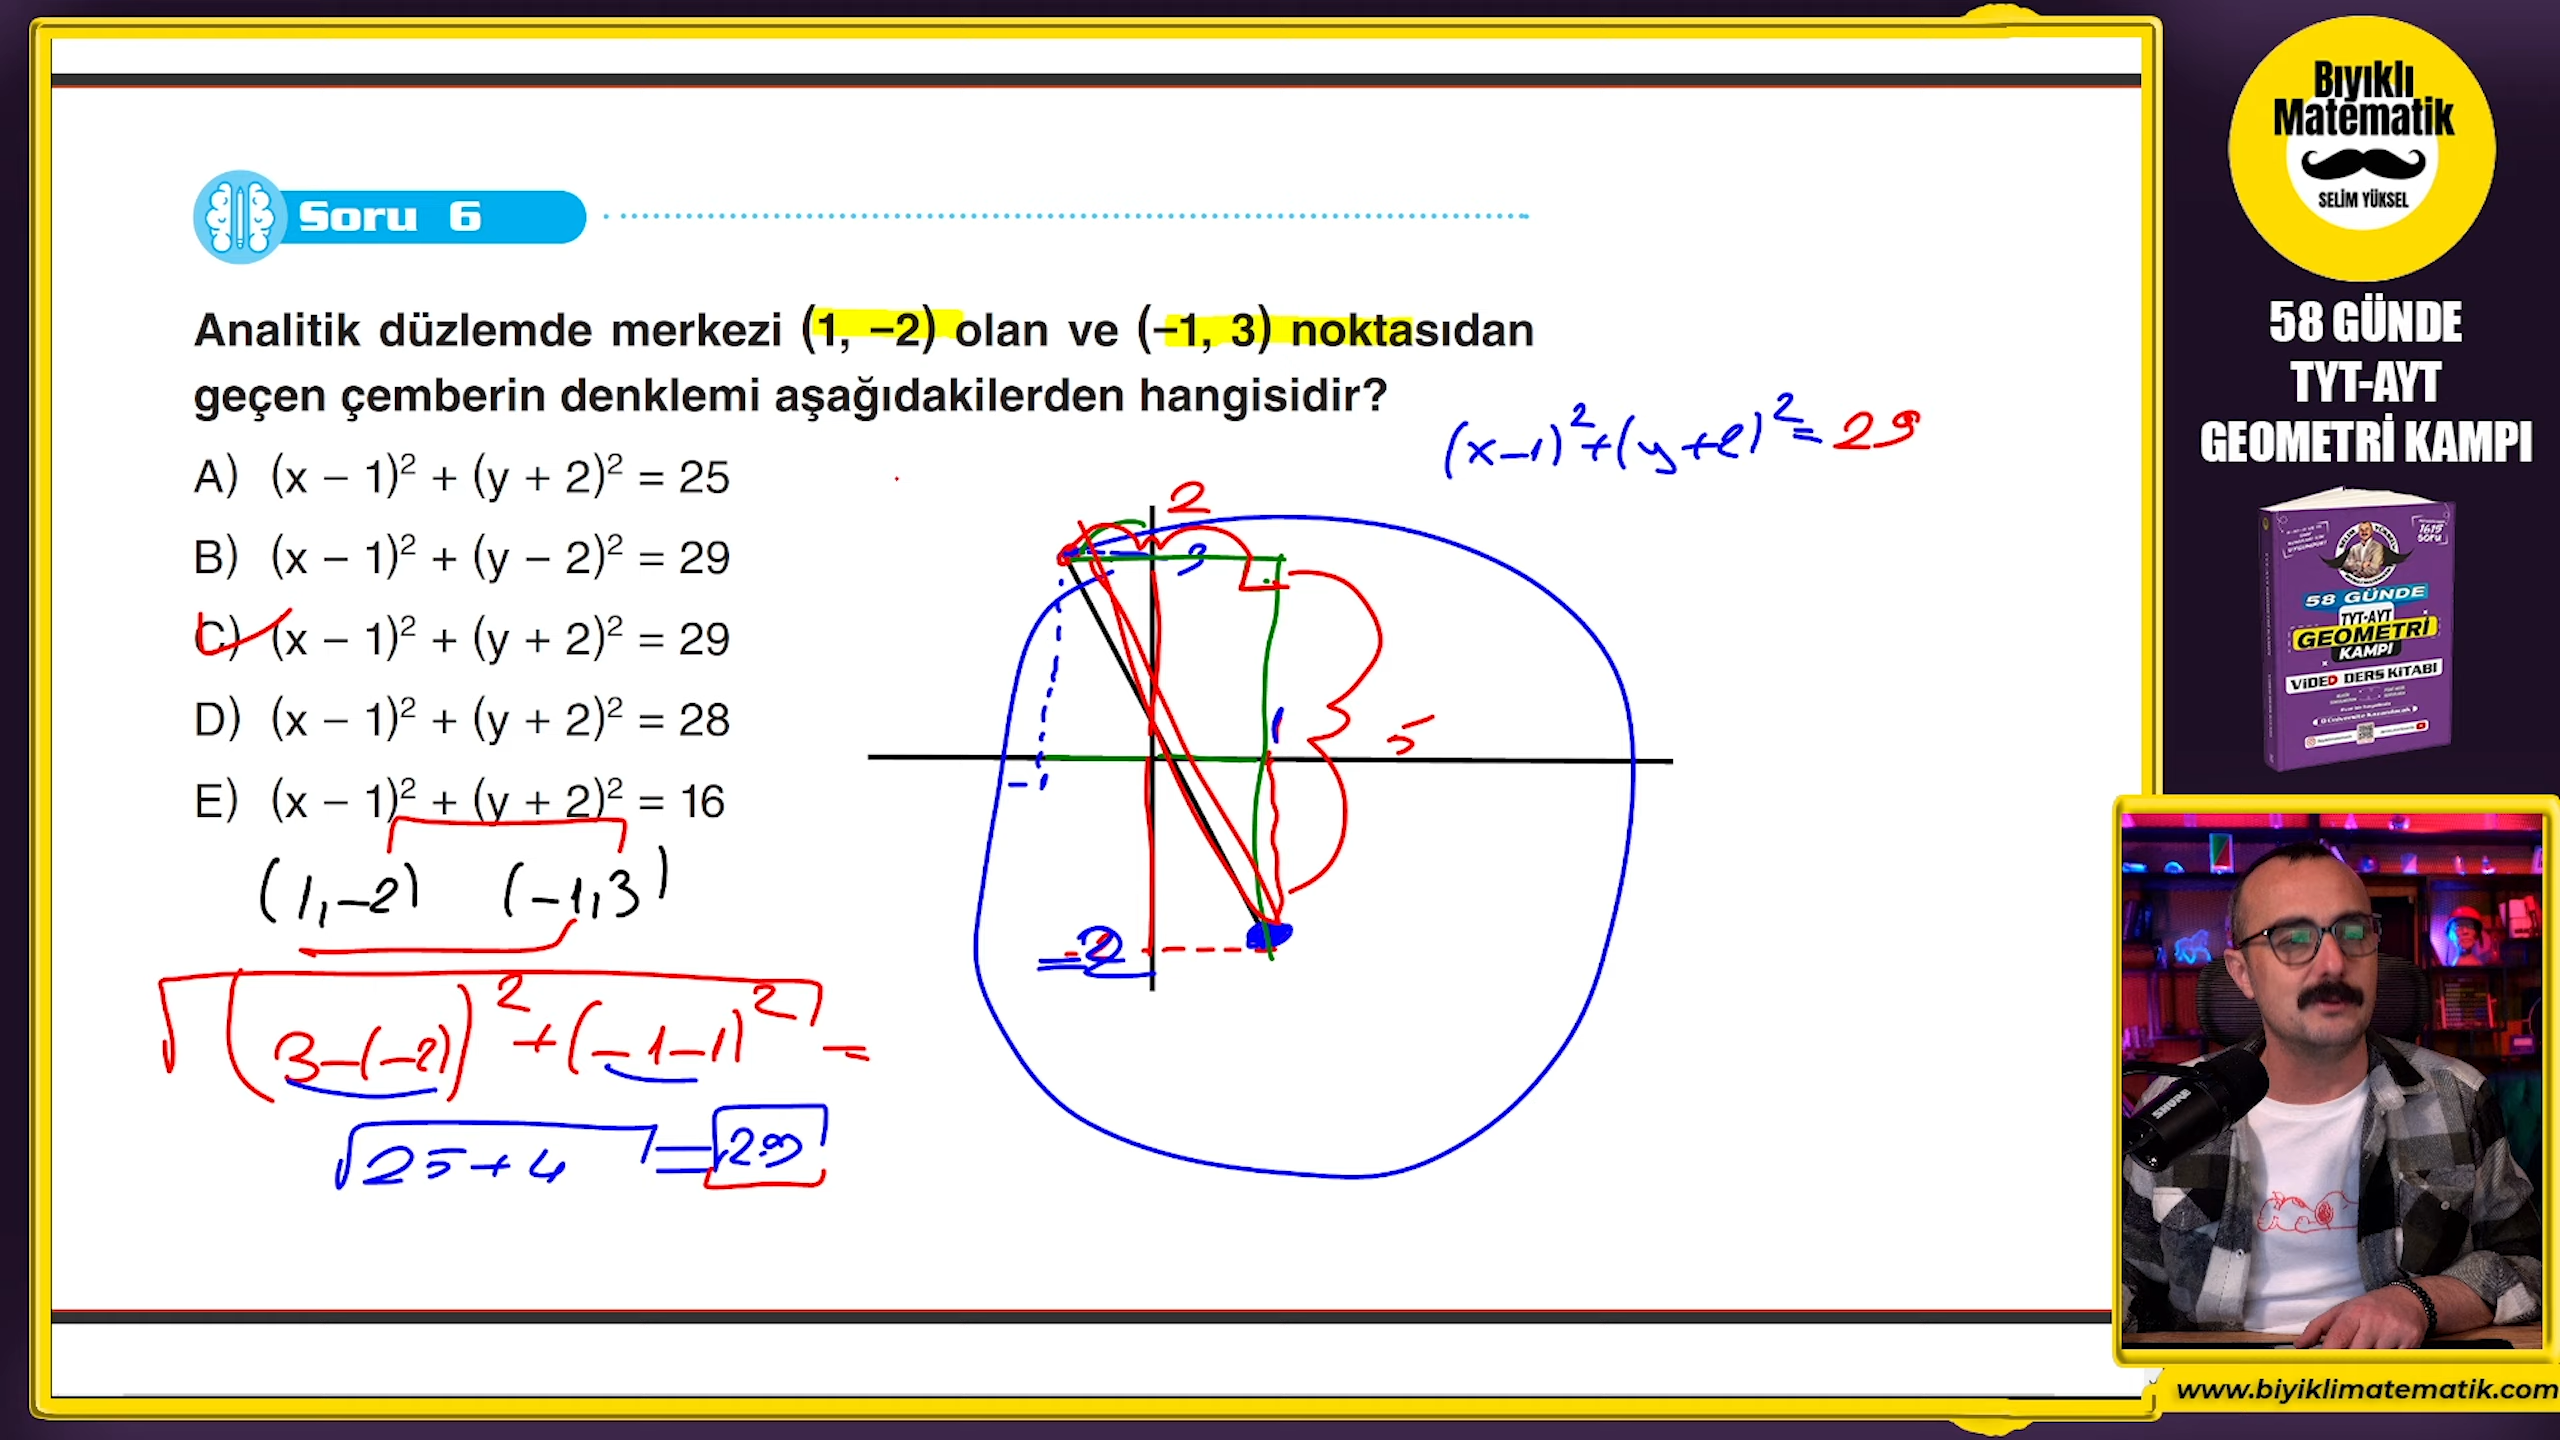 Soru 6
Analitik düzlemde merkezi (1, –2) olan ve (–1, 3) noktasıdan
geçen çemberin denklemi aşağıdakilerden hangisidir?
A) (x – 1)² + (y + 2)² = 25
B) (x – 1)² + (y – 2)² = 29
C) (x – 1)² + (y + 2)² = 29
D) (x – 1)² + (y + 2)² = 28
E) (x – 1)² + (y + 2)² = 16
(1,-2) (-1,3)
√(3-(-2))²+(-1-1)² =
√25+4 = √29
(x-1)²+(y+2)²=29
2
3
1
5
-2
Bıyıklı
Matematik
SELİM YÜKSEL
58 GÜNDE
TYT-AYT
GEOMETRİ KAMPI
1615
SORU
58 GÜNDE
TYT-AYT
GEOMETRİ
KAMPI
VİDEO DERS KİTABI
SHURE
www.biyiklimatematik.com